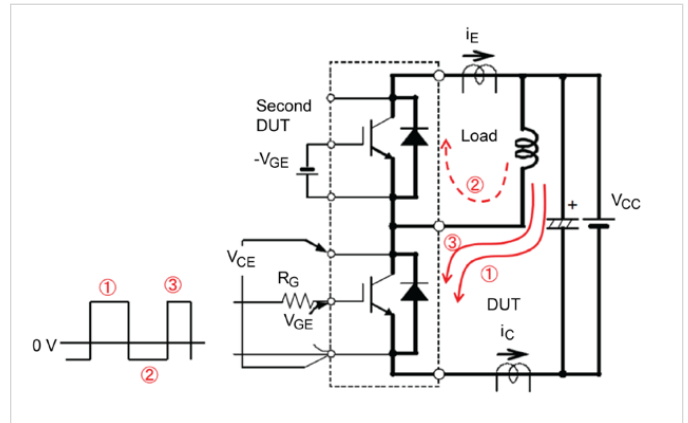 iE
Second
DUT
Load
-VGE
②
+
VCC
VCE
③
①
③
RG
①
VGE
DUT
0 V
iC
②